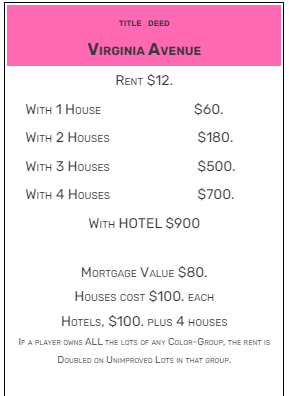 TITLE DEED
VIRGINIA AVENUE
RENT $12.
WITH 1 HOUSE $60.
WITH 2 HOUSES $180.
WITH 3 HOUSES $500.
WITH 4 HOUSES $700.
WITH HOTEL $900
MORTGAGE VALUE $80.
HOUSES COST $100. EACH
HOTELS, $100. PLUS 4 HOUSES
IF A PLAYER OWNS ALL THE LOTS OF ANY COLOR-GROUP, THE RENT IS
DOUBLED ON UNIMPROVED LOTS IN THAT GROUP.